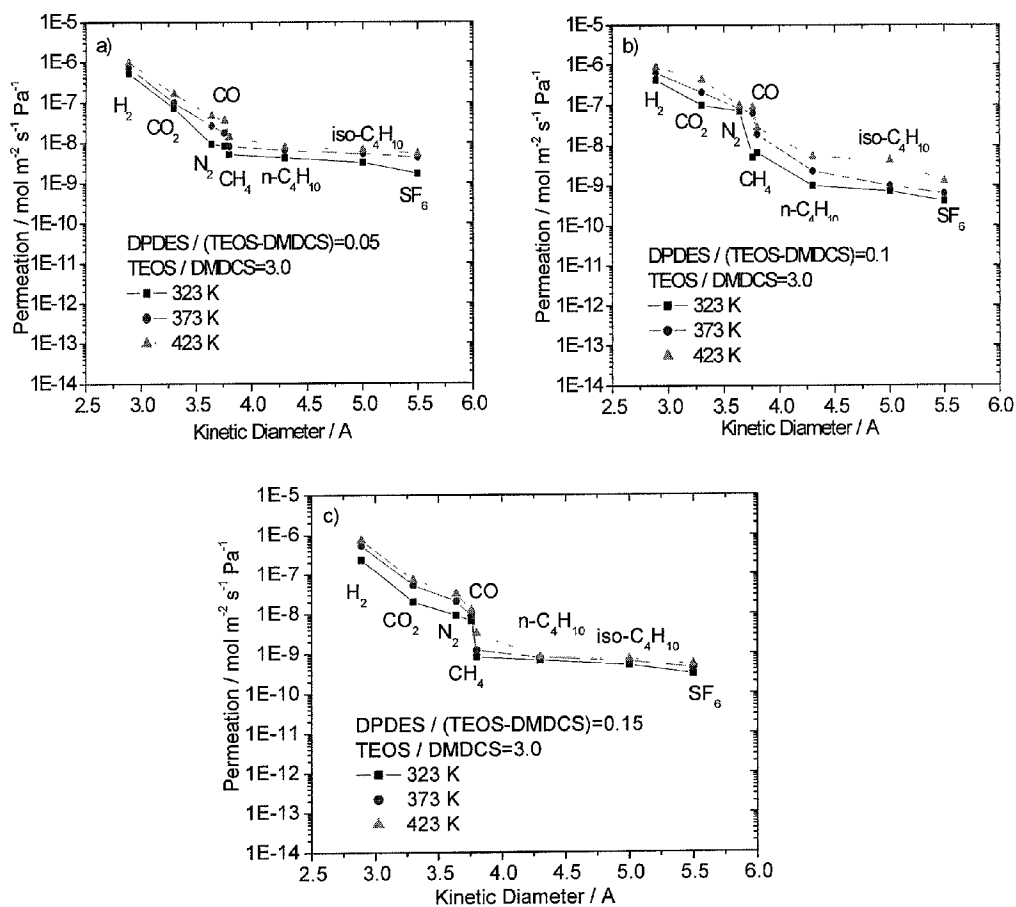 a)
Permeation / mol m⁻² s⁻¹ Pa⁻¹
1E-5
1E-6
1E-7
1E-8
1E-9
1E-10
1E-11
1E-12
1E-13
1E-14
H₂
CO₂
CO
N₂
CH₄
n-C₄H₁₀
iso-C₄H₁₀
SF₆
DPDES / (TEOS-DMDCS)=0.05
TEOS / DMDCS=3.0
323 K
373 K
423 K
2.5 3.0 3.5 4.0 4.5 5.0 5.5 6.0
Kinetic Diameter / A
b)
Permeation / mol m⁻² s⁻¹ Pa⁻¹
1E-5
1E-6
1E-7
1E-8
1E-9
1E-10
1E-11
1E-12
1E-13
1E-14
H₂
CO₂
CO
N₂
CH₄
n-C₄H₁₀
iso-C₄H₁₀
SF₆
DPDES / (TEOS-DMDCS)=0.1
TEOS / DMDCS=3.0
323 K
373 K
423 K
2.5 3.0 3.5 4.0 4.5 5.0 5.5 6.0
Kinetic Diameter / A
c)
Permeation / mol m⁻² s⁻¹ Pa⁻¹
1E-5
1E-6
1E-7
1E-8
1E-9
1E-10
1E-11
1E-12
1E-13
1E-14
H₂
CO₂
CO
N₂
CH₄
n-C₄H₁₀
iso-C₄H₁₀
SF₆
DPDES / (TEOS-DMDCS)=0.15
TEOS / DMDCS=3.0
323 K
373 K
423 K
2.5 3.0 3.5 4.0 4.5 5.0 5.5 6.0
Kinetic Diameter / A